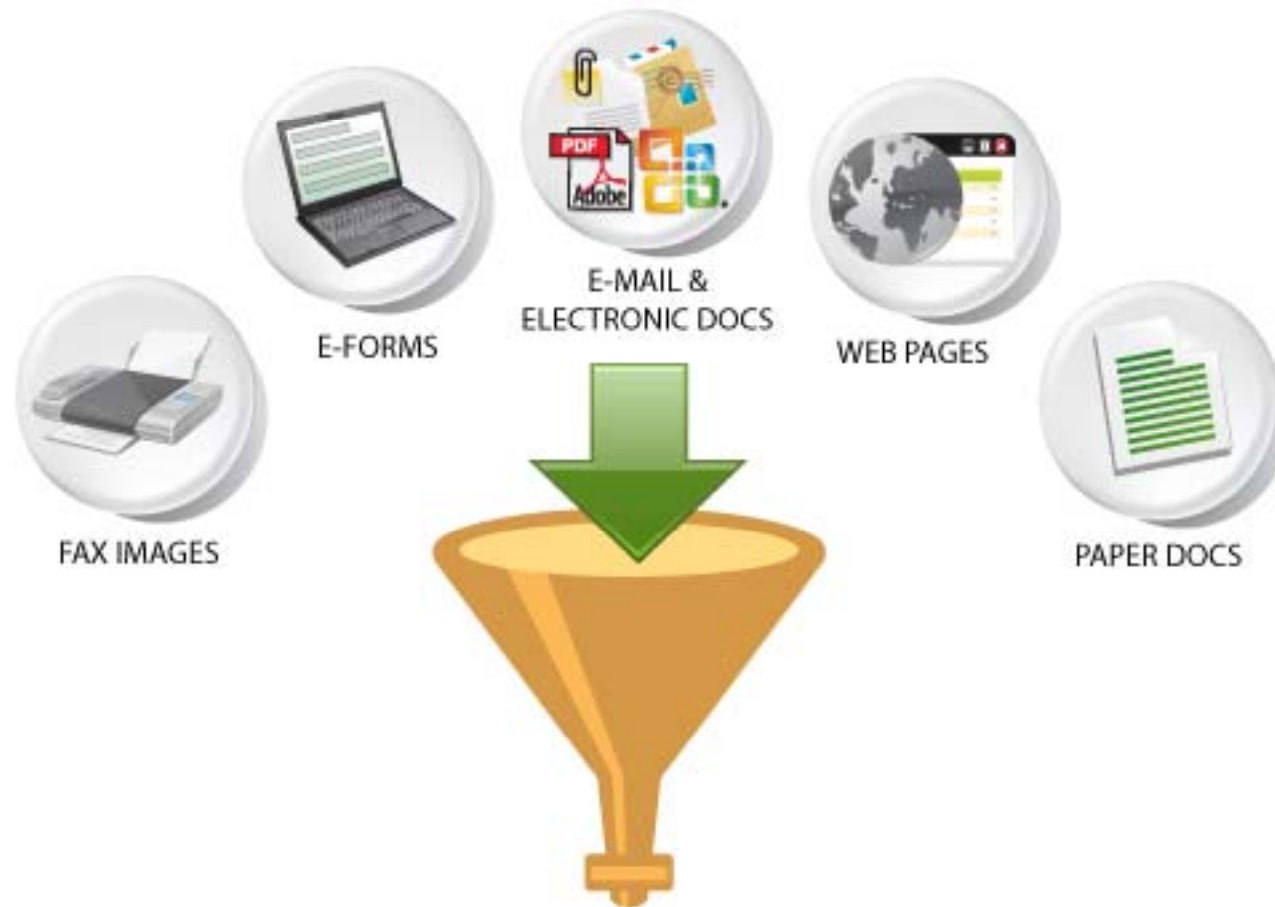 PDF
Adobe
E-MAIL &
ELECTRONIC DOCS
E-FORMS
WEB PAGES
FAX IMAGES
PAPER DOCS